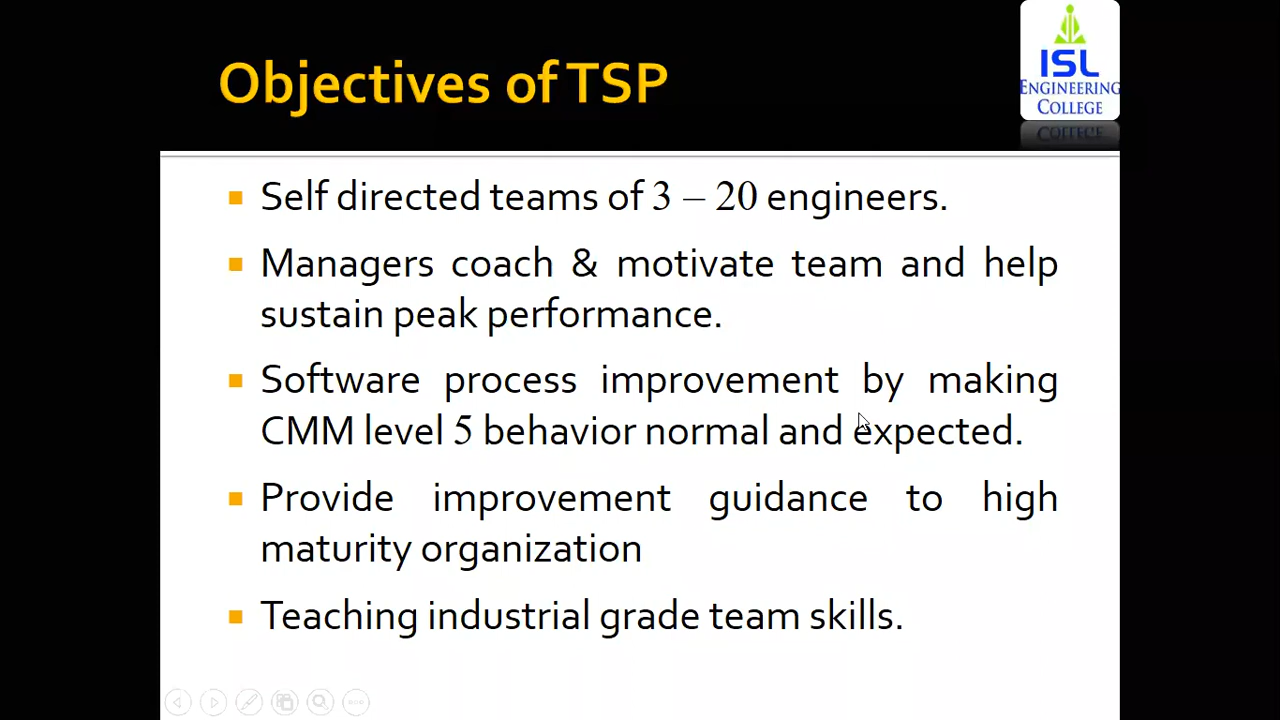 Objectives of TSP
ISL
ENGINEERING
COLLEGE
Self directed teams of 3 – 20 engineers.
Managers coach & motivate team and help
sustain peak performance.
Software process improvement by making
CMM level 5 behavior normal and expected.
Provide improvement guidance to high
maturity organization
Teaching industrial grade team skills.